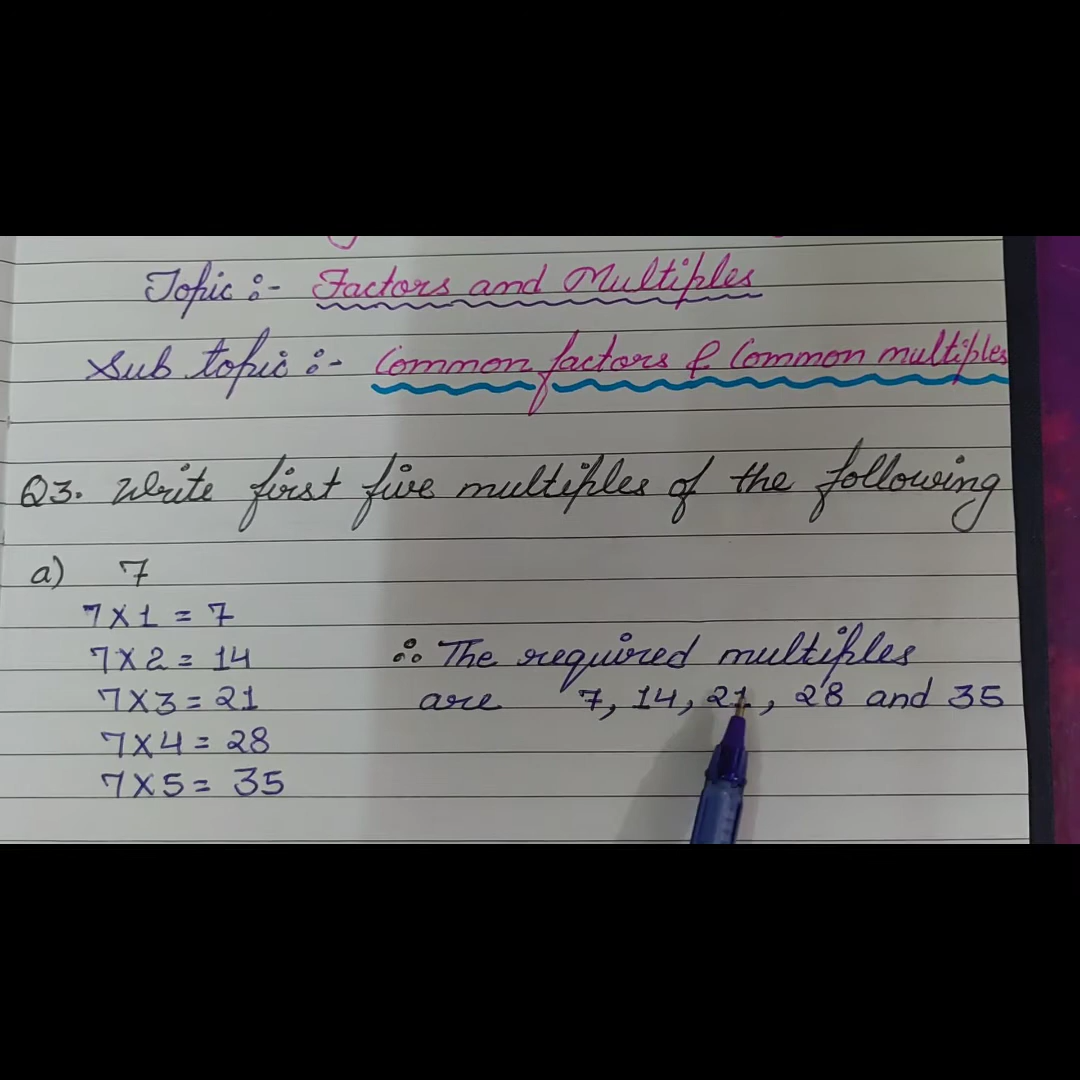 Topic :- Factors and Multiples
Sub topic :- Common factors & Common multiples
Q3. Write first five multiples of the following
a) 7
7 X 1 = 7
7 X 2 = 14
7 X 3 = 21
7 X 4 = 28
7 X 5 = 35
∴ The required multiples
are 7, 14, 21, 28 and 35